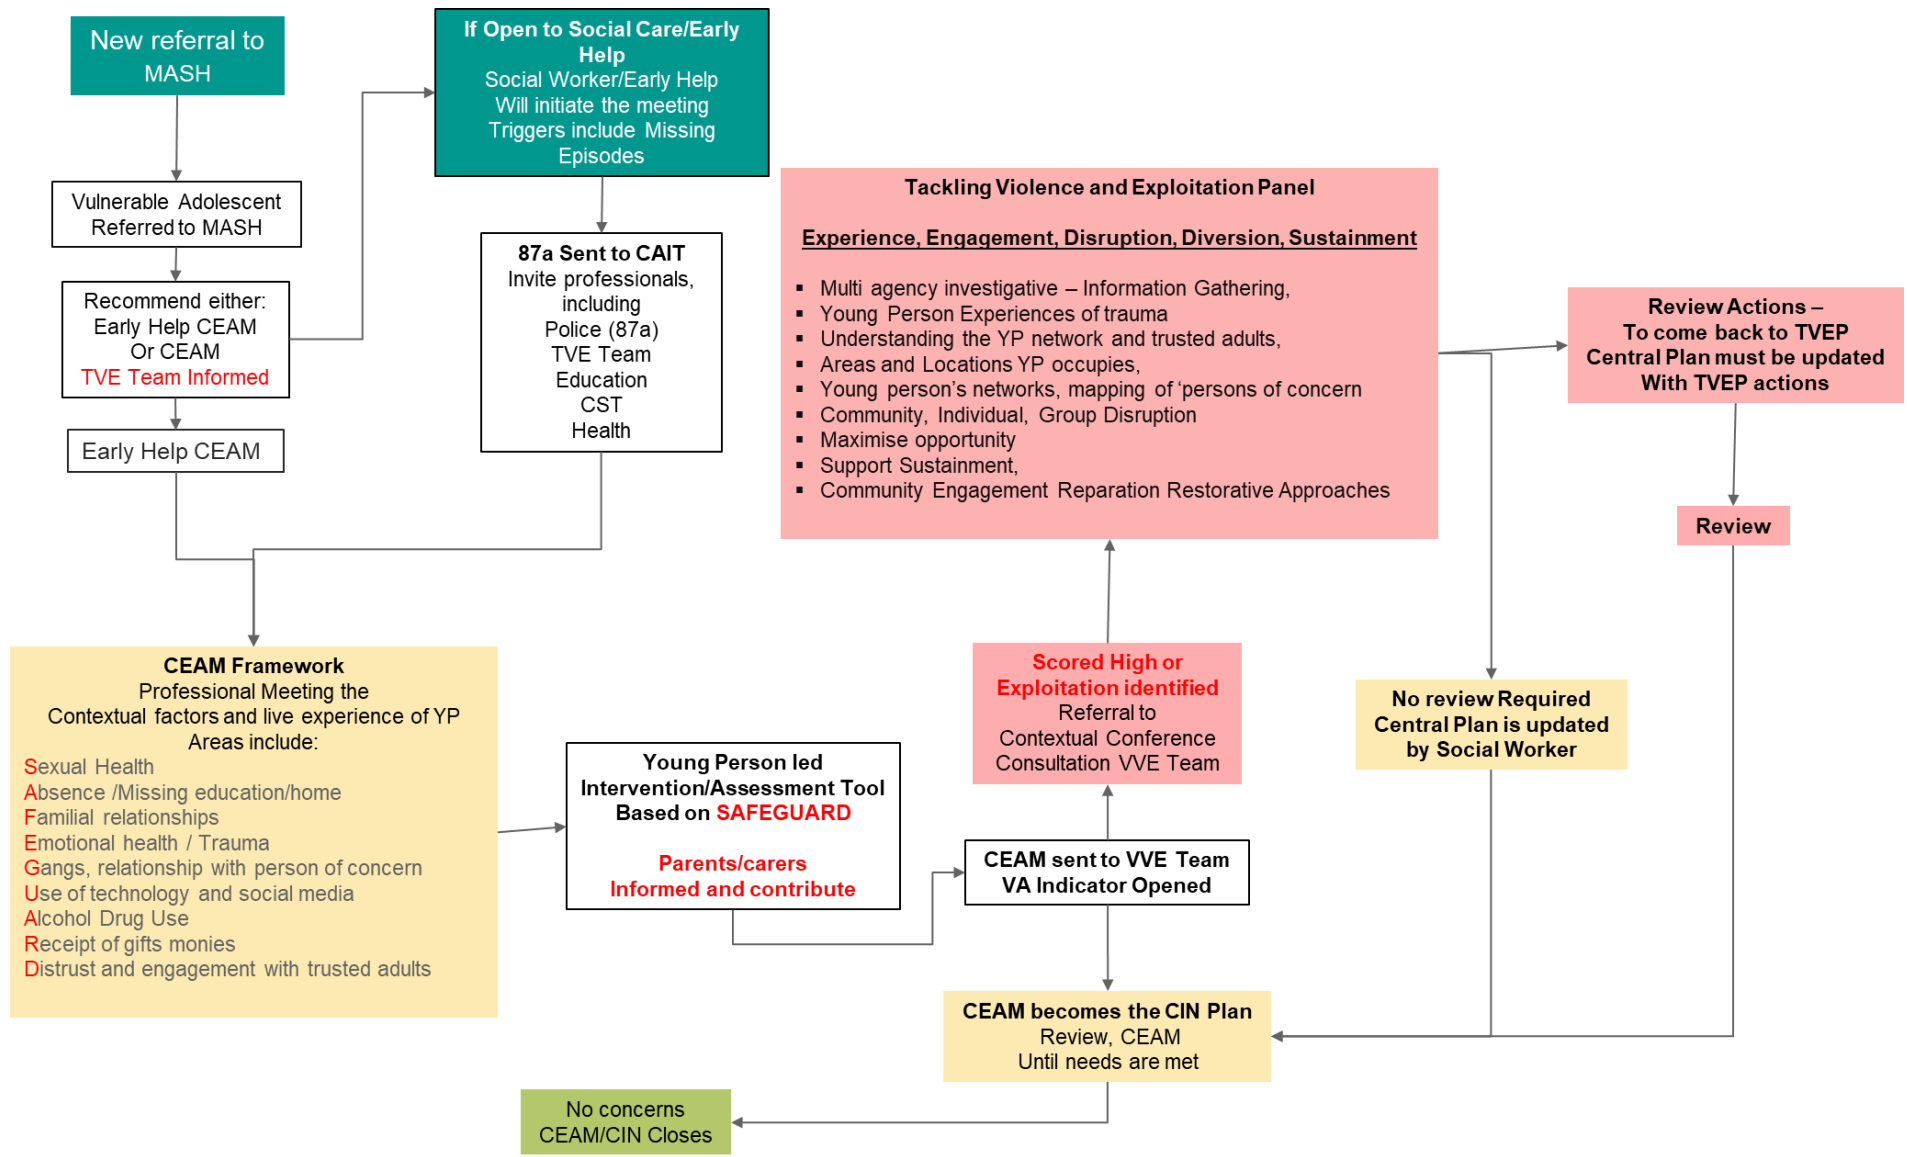 New referral to
MASH
If Open to Social Care/Early
Help
Social Worker/Early Help
Will initiate the meeting
Triggers include Missing
Episodes
Vulnerable Adolescent
Referred to MASH
Recommend either:
Early Help CEAM
Or CEAM
TVE Team Informed
Early Help CEAM
87a Sent to CAIT
Invite professionals,
including
Police (87a)
TVE Team
Education
CST
Health
Tackling Violence and Exploitation Panel
Experience, Engagement, Disruption, Diversion, Sustainment
▪ Multi agency investigative – Information Gathering,
▪ Young Person Experiences of trauma
▪ Understanding the YP network and trusted adults,
▪ Areas and Locations YP occupies,
▪ Young person’s networks, mapping of ‘persons of concern
▪ Community, Individual, Group Disruption
▪ Maximise opportunity
▪ Support Sustainment,
▪ Community Engagement Reparation Restorative Approaches
Review Actions –
To come back to TVEP
Central Plan must be updated
With TVEP actions
Review
CEAM Framework
Professional Meeting the
Contextual factors and live experience of YP
Areas include:
Sexual Health
Absence /Missing education/home
Familial relationships
Emotional health / Trauma
Gangs, relationship with person of concern
Use of technology and social media
Alcohol Drug Use
Receipt of gifts monies
Distrust and engagement with trusted adults
Young Person led
Intervention/Assessment Tool
Based on SAFEGUARD
Parents/carers
Informed and contribute
Scored High or
Exploitation identified
Referral to
Contextual Conference
Consultation VVE Team
No review Required
Central Plan is updated
by Social Worker
CEAM sent to VVE Team
VA Indicator Opened
CEAM becomes the CIN Plan
Review, CEAM
Until needs are met
No concerns
CEAM/CIN Closes